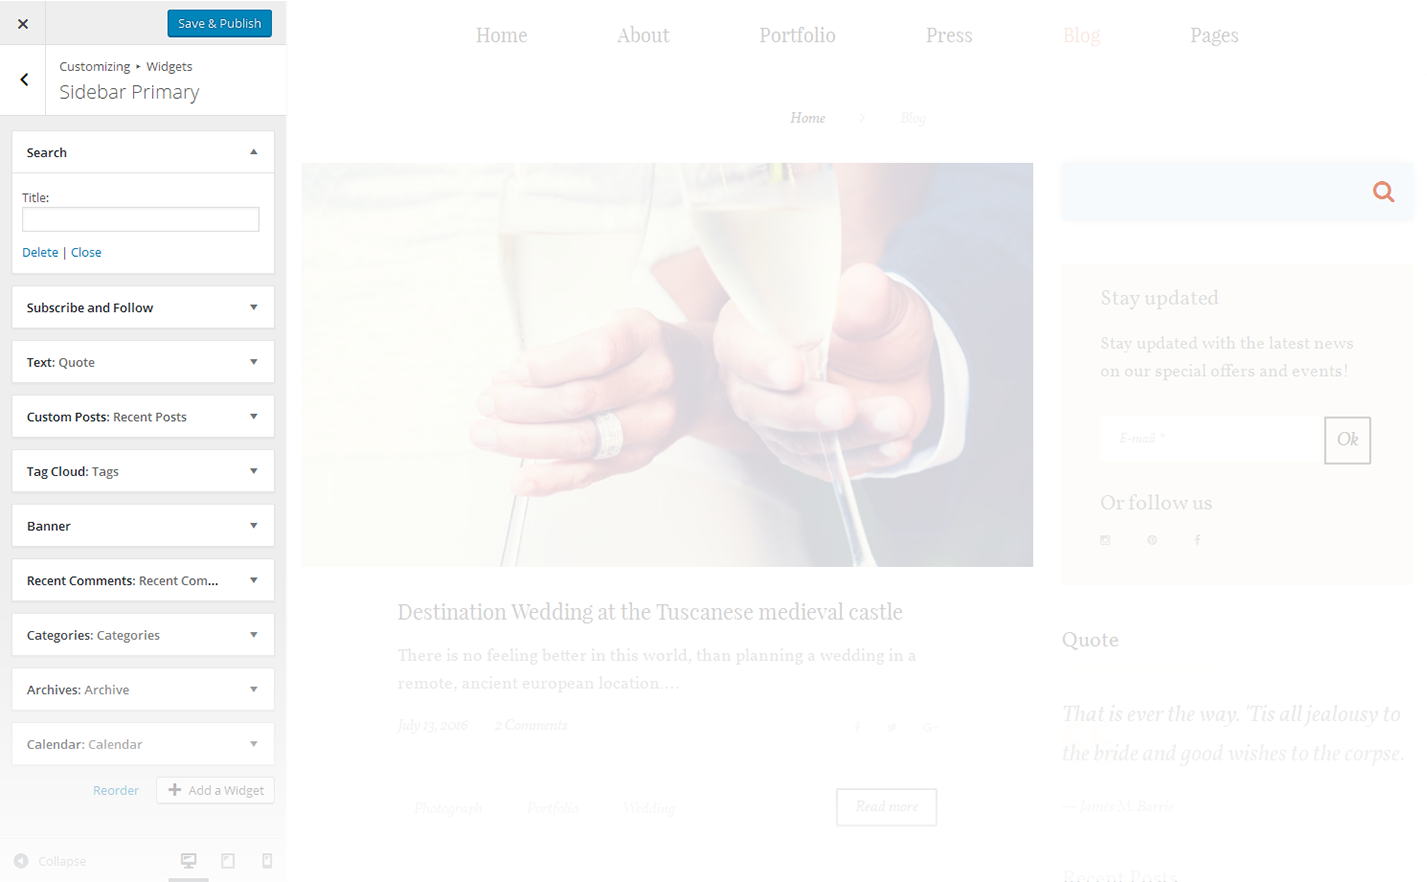 Save & Publish
Customizing ▸ Widgets
Sidebar Primary
Search
Title:
Delete | Close
Subscribe and Follow
Text: Quote
Custom Posts: Recent Posts
Tag Cloud: Tags
Banner
Recent Comments: Recent Com...
Categories: Categories
Archives: Archive
Calendar: Calendar
Reorder
Add a Widget
Collapse
Home
About
Portfolio
Press
Blog
Pages
Home
Blog
Destination Wedding at the Tuscanese medieval castle
There is no feeling better in this world, than planning a wedding in a
remote, ancient european location....
July 13, 2016
2 Comments
G+
Photograph
Portfolio
Wedding
Read more
Stay updated
Stay updated with the latest news
on our special offers and events!
E-mail *
Ok
Or follow us
Quote
That is ever the way. 'Tis all jealousy to
the bride and good wishes to the corpse.
— James M. Barrie
Recent Posts